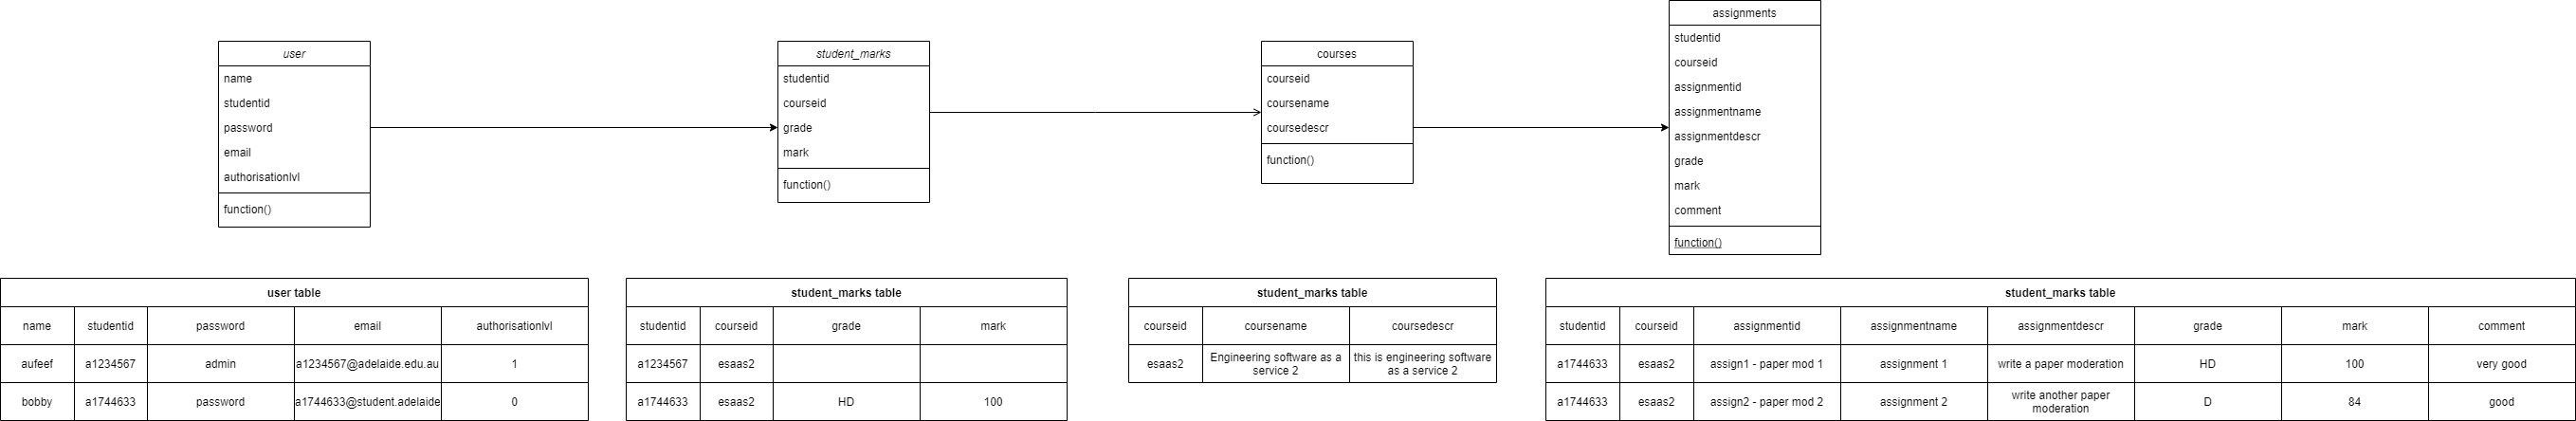 user
name
studentid
password
email
authorisationlvl
function()
student_marks
studentid
courseid
grade
mark
function()
courses
courseid
coursename
coursedescr
function()
assignments
studentid
courseid
assignmentid
assignmentname
assignmentdescr
grade
mark
comment
function()
user table
name studentid password email authorisationlvl
aufeef a1234567 admin a1234567@adelaide.edu.au 1
bobby a1744633 password a1744633@student.adelaide 0
student_marks table
studentid courseid grade mark
a1234567 esaas2
a1744633 esaas2 HD 100
student_marks table
courseid coursename coursedescr
esaas2
Engineering software as a
service 2
this is engineering software
as a service 2
student_marks table
studentid courseid assignmentid assignmentname assignmentdescr grade mark comment
a1744633 esaas2 assign1 - paper mod 1 assignment 1 write a paper moderation HD 100 very good
a1744633 esaas2 assign2 - paper mod 2 assignment 2
write another paper
moderation
D 84 good